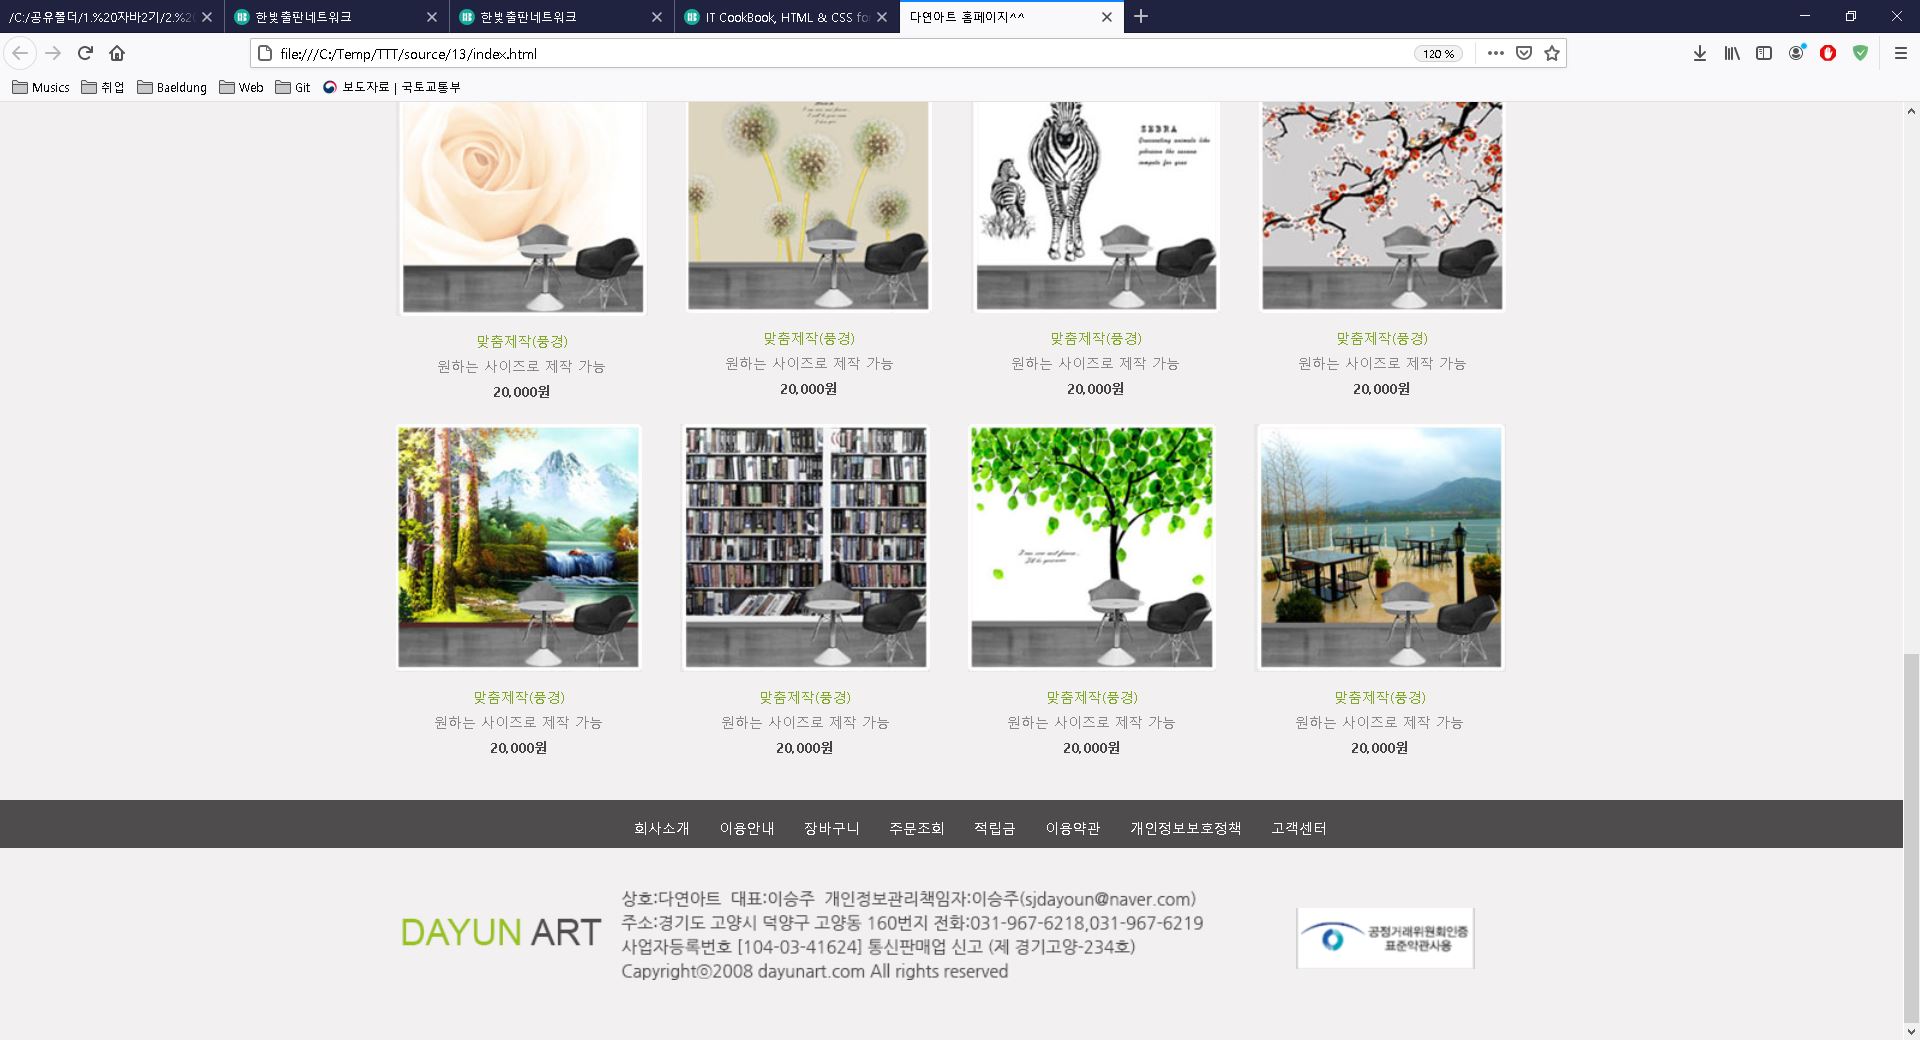 /C:/공유폴더/1.%20자바2기/2.%20
한빛출판네트워크
한빛출판네트워크
IT CookBook, HTML & CSS fo
다연아트 홈페이지^^
file:///C:/Temp/TTT/source/13/index.html
120 %
Musics
취업
Baeldung
Web
Git
보도자료 | 국토교통부
ZEBRA
맞춤제작(풍경)
원하는 사이즈로 제작 가능
20,000원
맞춤제작(풍경)
원하는 사이즈로 제작 가능
20,000원
맞춤제작(풍경)
원하는 사이즈로 제작 가능
20,000원
맞춤제작(풍경)
원하는 사이즈로 제작 가능
20,000원
맞춤제작(풍경)
원하는 사이즈로 제작 가능
20,000원
맞춤제작(풍경)
원하는 사이즈로 제작 가능
20,000원
맞춤제작(풍경)
원하는 사이즈로 제작 가능
20,000원
맞춤제작(풍경)
원하는 사이즈로 제작 가능
20,000원
회사소개 이용안내 장바구니 주문조회 적립금 이용약관 개인정보보호정책 고객센터
DAYUN ART
상호:다연아트 대표:이승주 개인정보관리책임자:이승주(sjdayoun@naver.com)
주소:경기도 고양시 덕양구 고양동 160번지 전화:031-967-6218,031-967-6219
사업자등록번호 [104-03-41624] 통신판매업 신고 (제 경기고양-234호)
Capyrightⓒ2008 dayunart.com All rights reserved
공정거래위원회인증
표준약관사용